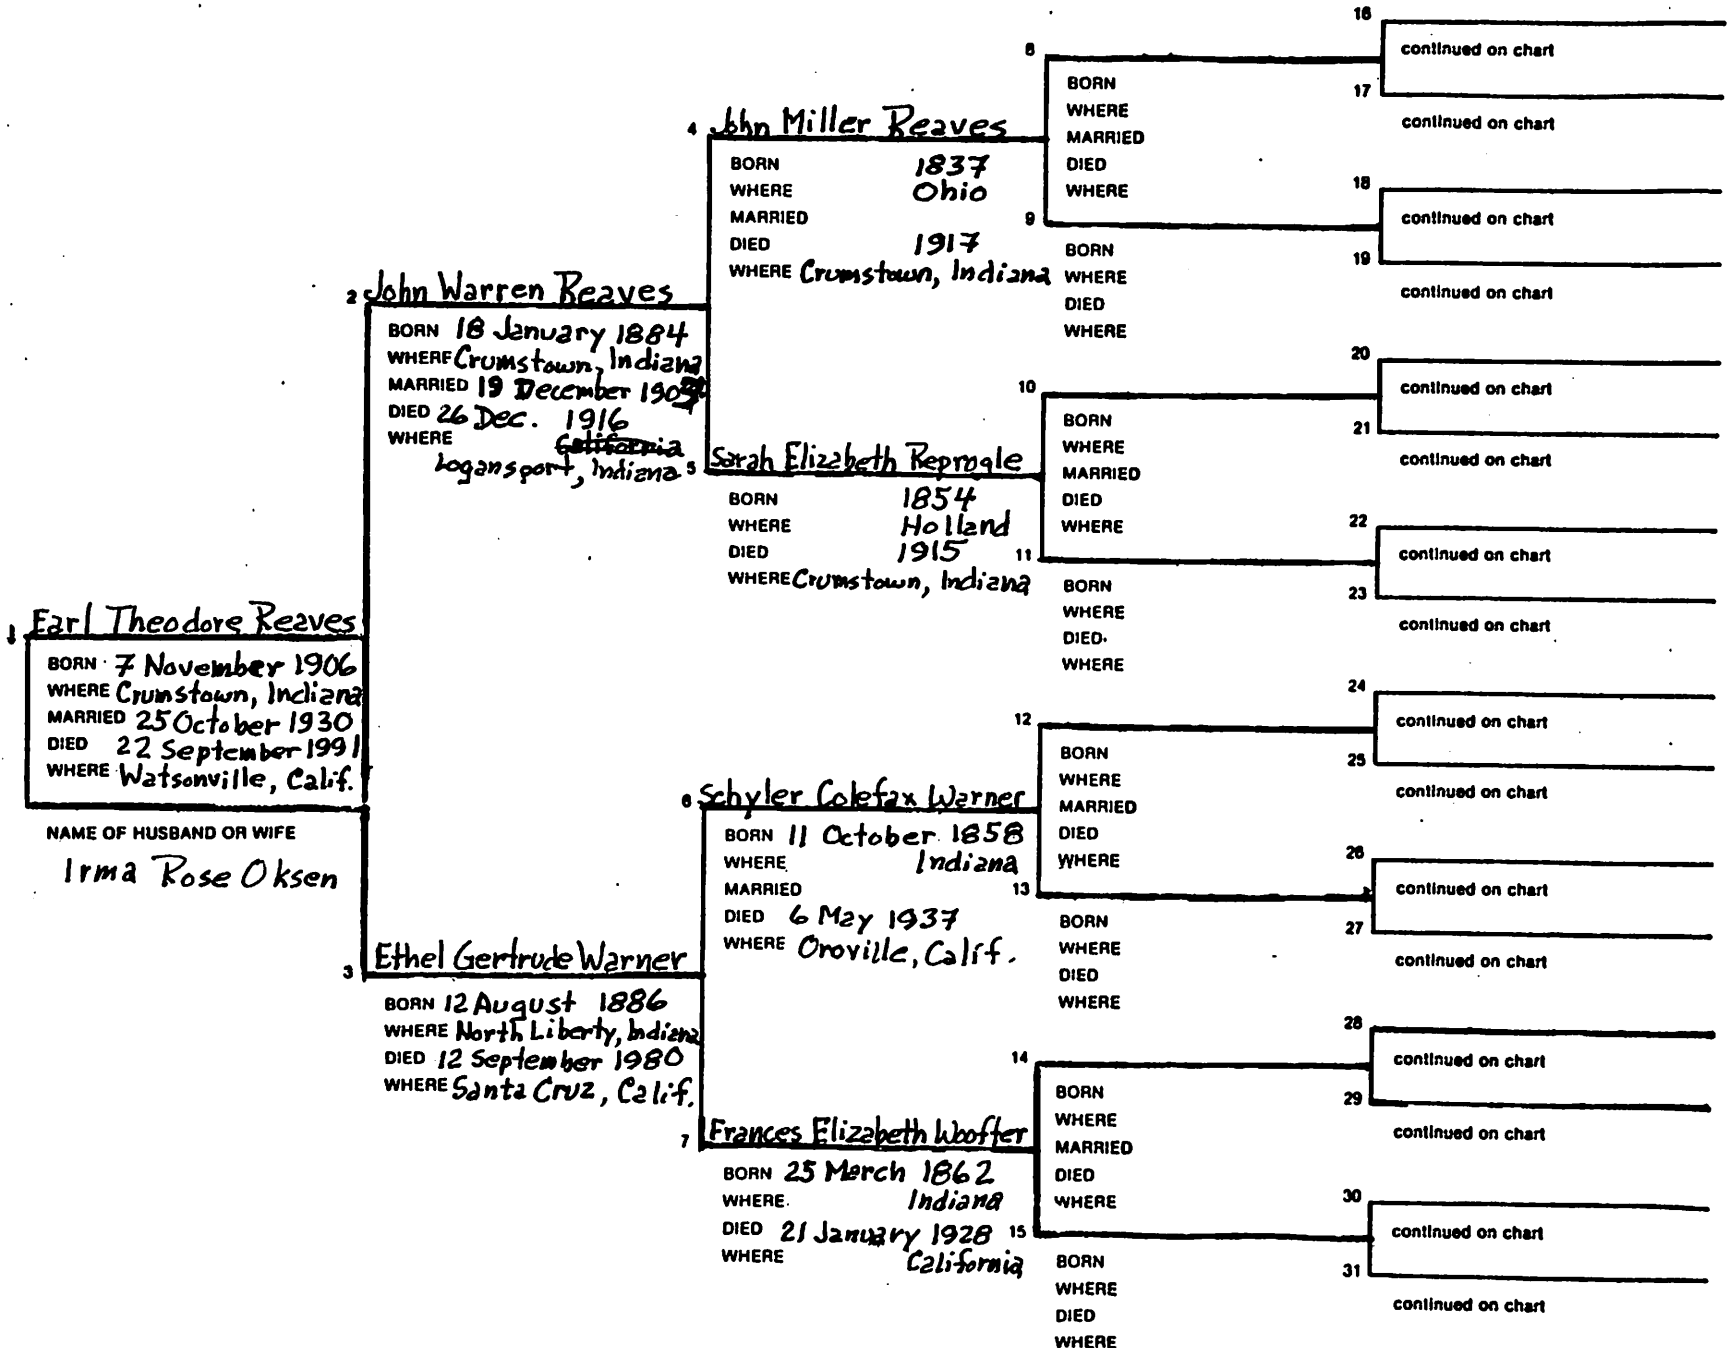 1 Earl Theodore Reaves
BORN 7 November 1906
WHERE Crumstown, Indiana
MARRIED 25 October 1930
DIED 22 September 1991
WHERE Watsonville, Calif.
NAME OF HUSBAND OR WIFE
Irma Rose Oksen
2 John Warren Reaves
BORN 18 January 1884
WHERE Crumstown, Indiana
MARRIED 19 December
DIED 26 Dec. 1916
WHERE California
Logansport, Indiana
3 Ethel Gertrude Warner
BORN 12 August 1886
WHERE North Liberty, Indiana
DIED 12 September 1980
WHERE Santa Cruz, Calif.
4 John Miller Reaves
BORN 1837
WHERE Ohio
MARRIED
DIED 1917
WHERE Crumstown, Indiana
5 Sarah Elizabeth Reprogle
BORN 1854
WHERE Holland
DIED 1915
WHERE Crumstown, Indiana
6 Schyler Colefax Warner
BORN 11 October 1858
WHERE Indiana
MARRIED
DIED 6 May 1937
WHERE Oroville, Calif.
7 Frances Elizabeth Woofter
BORN 25 March 1862
WHERE Indiana
DIED 21 January 1928
WHERE California
8
BORN
WHERE
MARRIED
DIED
WHERE
9
BORN
WHERE
DIED
WHERE
10
BORN
WHERE
MARRIED
DIED
WHERE
11
BORN
WHERE
DIED
WHERE
12
BORN
WHERE
MARRIED
DIED
WHERE
13
BORN
WHERE
DIED
WHERE
14
BORN
WHERE
MARRIED
DIED
WHERE
15
BORN
WHERE
DIED
WHERE
16
continued on chart
17
continued on chart
18
continued on chart
19
continued on chart
20
continued on chart
21
continued on chart
22
continued on chart
23
continued on chart
24
continued on chart
25
continued on chart
26
continued on chart
27
continued on chart
28
continued on chart
29
continued on chart
30
continued on chart
31
continued on chart